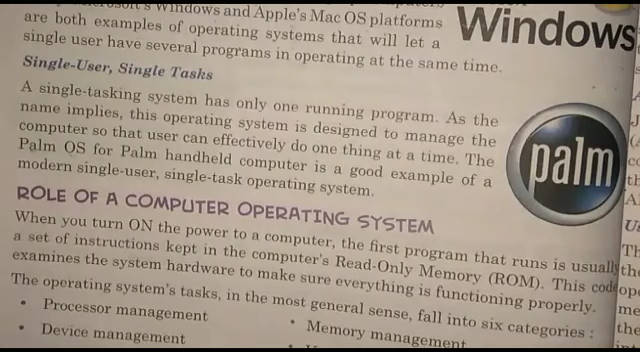 Windows and Apple's Mac OS platforms
are both examples of operating systems that will let a
single user have several programs in operating at the same time.
Windows
Single-User, Single Tasks
A single-tasking system has only one running program. As the
name implies, this operating system is designed to manage the
computer so that user can effectively do one thing at a time. The
Palm OS for Palm handheld computer is a good example of a
modern single-user, single-task operating system.
palm
ROLE OF A COMPUTER OPERATING SYSTEM
When you turn ON the power to a computer, the first program that runs is usually
a set of instructions kept in the computer's Read-Only Memory (ROM). This code
examines the system hardware to make sure everything is functioning properly.
The operating system's tasks, in the most general sense, fall into six categories :
• Processor management
• Memory management
• Device management